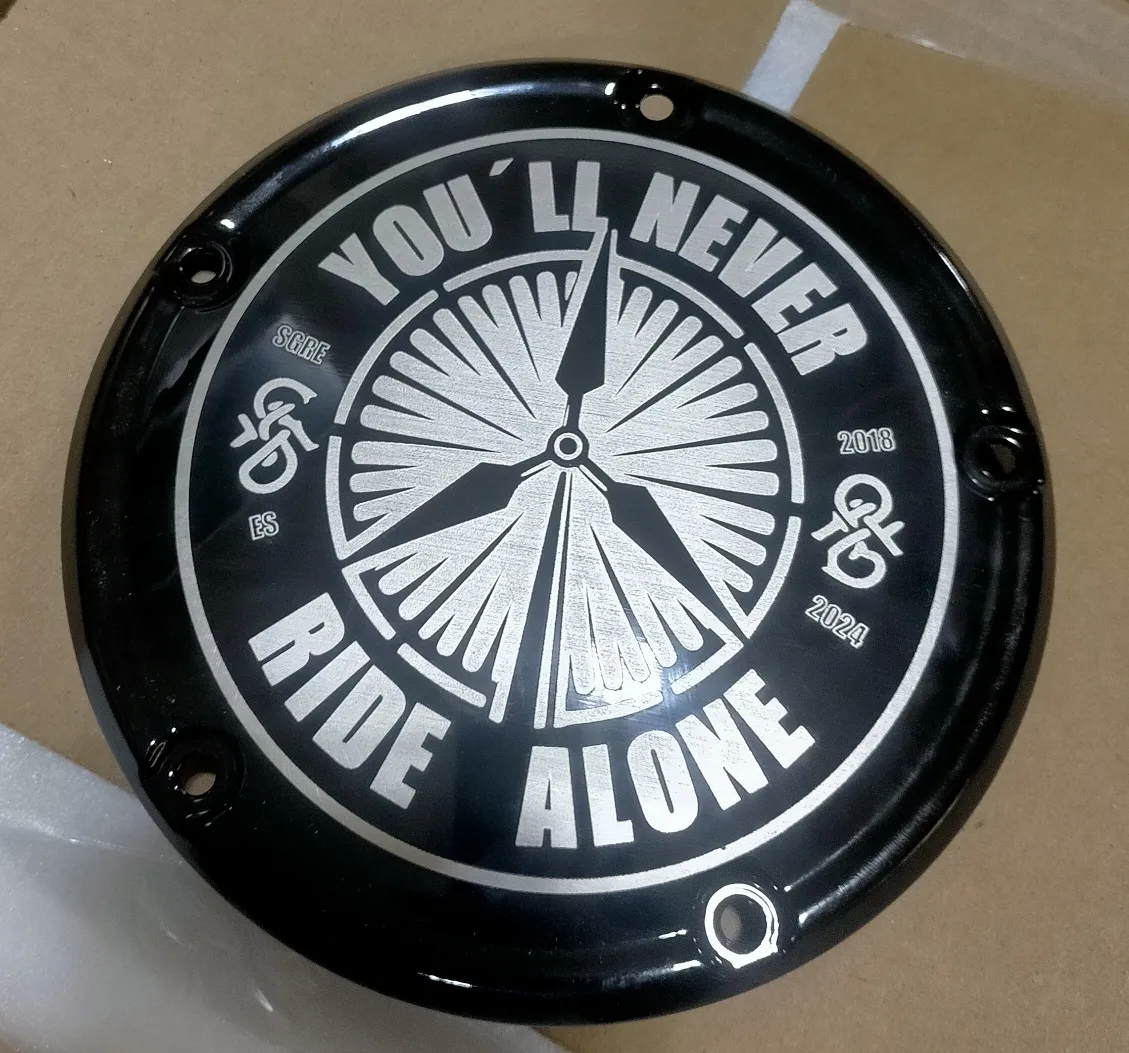 YOU´LL NEVER
RIDE ALONE
SGRE
ES
2018
2024